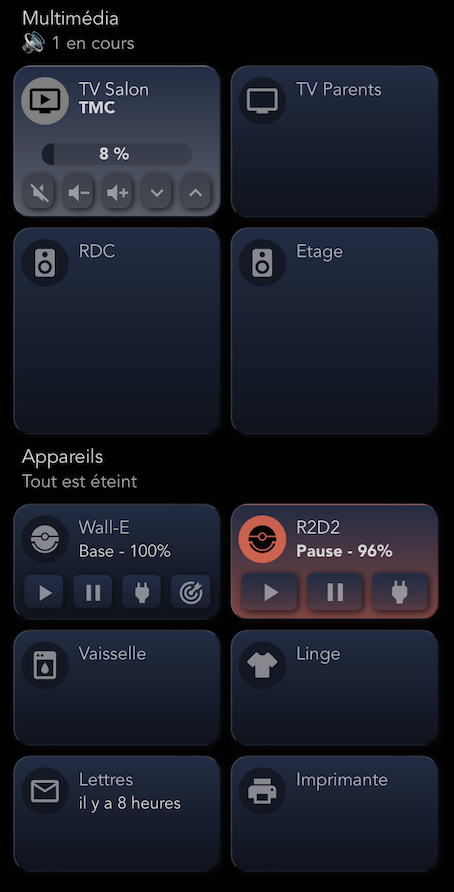 Multimédia
1 en cours
TV Salon
TMC
8 %
TV Parents
RDC
Etage
Appareils
Tout est éteint
Wall-E
Base - 100%
R2D2
Pause - 96%
Vaisselle
Linge
Lettres
il y a 8 heures
Imprimante